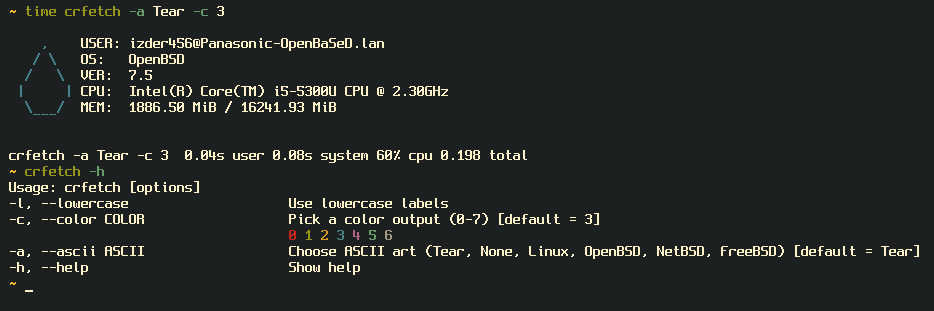 ~ time crfetch -a Tear -c 3
USER: izder456@Panasonic-OpenBaSeD.lan
OS:   OpenBSD
VER:  7.5
CPU:  Intel(R) Core(TM) i5-5300U CPU @ 2.30GHz
MEM:  1886.50 MiB / 16241.93 MiB
crfetch -a Tear -c 3  0.04s user 0.08s system 60% cpu 0.198 total
~ crfetch -h
Usage: crfetch [options]
-l, --lowercase                    Use lowercase labels
-c, --color COLOR                  Pick a color output (0-7) [default = 3]
0 1 2 3 4 5 6
-a, --ascii ASCII                  Choose ASCII art (Tear, None, Linux, OpenBSD, NetBSD, FreeBSD) [default = Tear]
-h, --help                         Show help
~ _